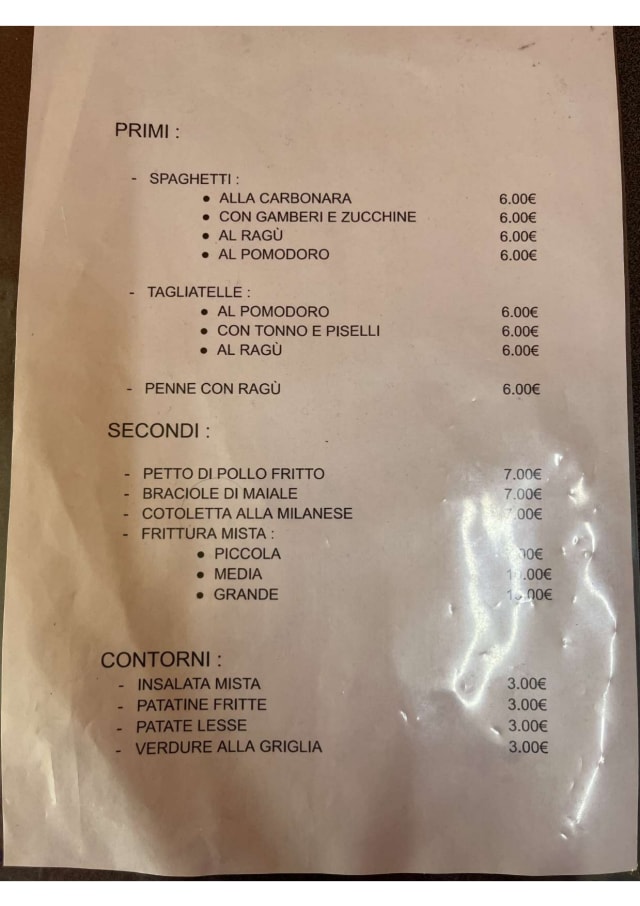 PRIMI :
- SPAGHETTI :
• ALLA CARBONARA 6.00€
• CON GAMBERI E ZUCCHINE 6.00€
• AL RAGÙ 6.00€
• AL POMODORO 6.00€
- TAGLIATELLE :
• AL POMODORO 6.00€
• CON TONNO E PISELLI 6.00€
• AL RAGÙ 6.00€
- PENNE CON RAGÙ 6.00€
SECONDI :
- PETTO DI POLLO FRITTO 7.00€
- BRACIOLE DI MAIALE 7.00€
- COTOLETTA ALLA MILANESE 7.00€
- FRITTURA MISTA :
• PICCOLA
• MEDIA
• GRANDE
CONTORNI :
- INSALATA MISTA 3.00€
- PATATINE FRITTE 3.00€
- PATATE LESSE 3.00€
- VERDURE ALLA GRIGLIA 3.00€